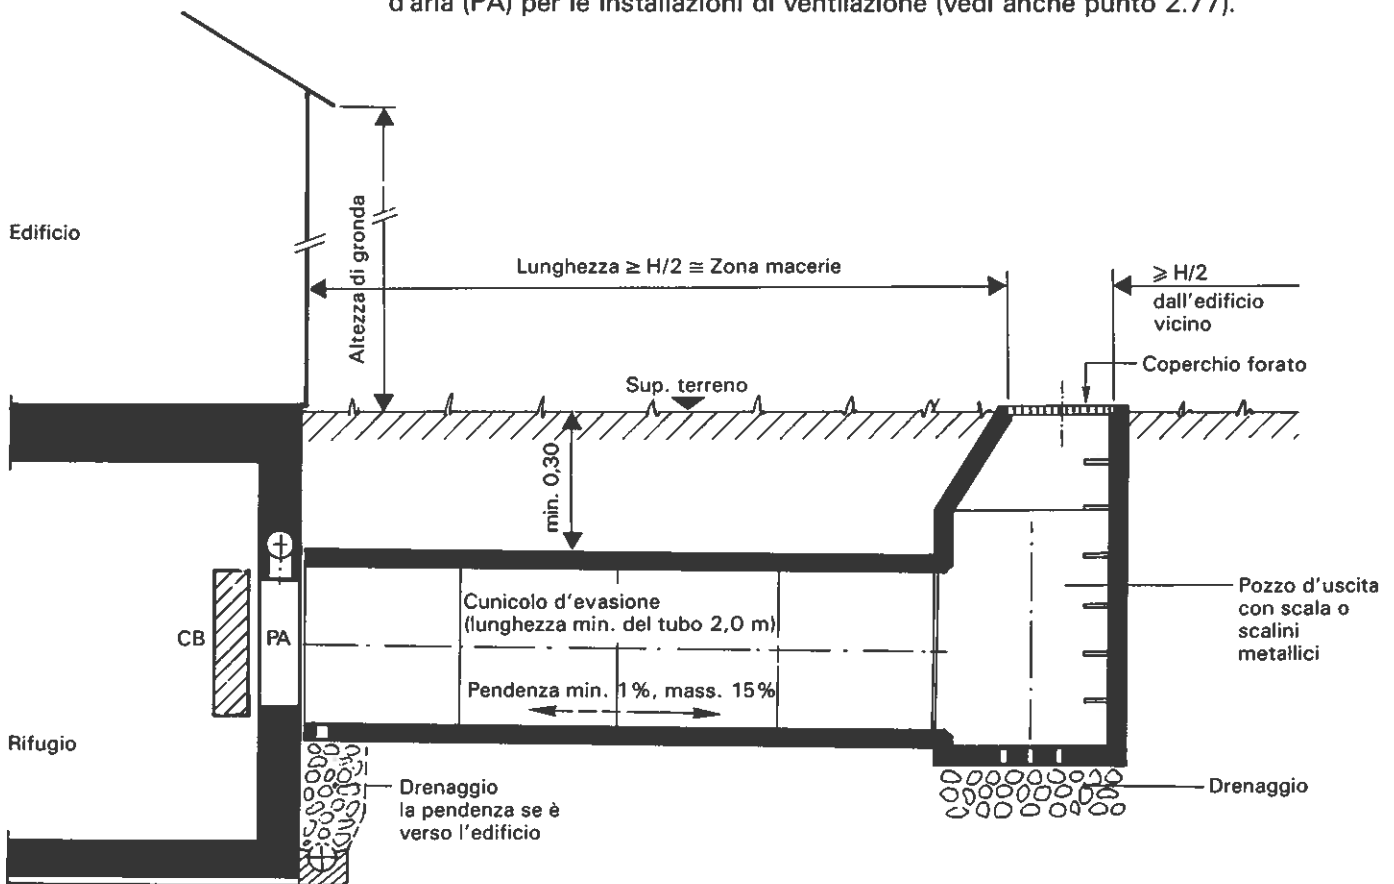 d'aria (PA) per le installazioni di ventilazione (vedi anche punto 2.77).
Edificio
Altezza di gronda
Lunghezza ≥ H/2 ≅ Zona macerie
⩾ H/2
dall'edificio
vicino
Coperchio forato
Sup. terreno
min. 0,30
Cunicolo d'evasione
(lunghezza min. del tubo 2,0 m)
CB
PA
Pozzo d'uscita
con scala o
scalini
metallici
Pendenza min. 1%, mass. 15%
Rifugio
Drenaggio
la pendenza se è
verso l'edificio
Drenaggio